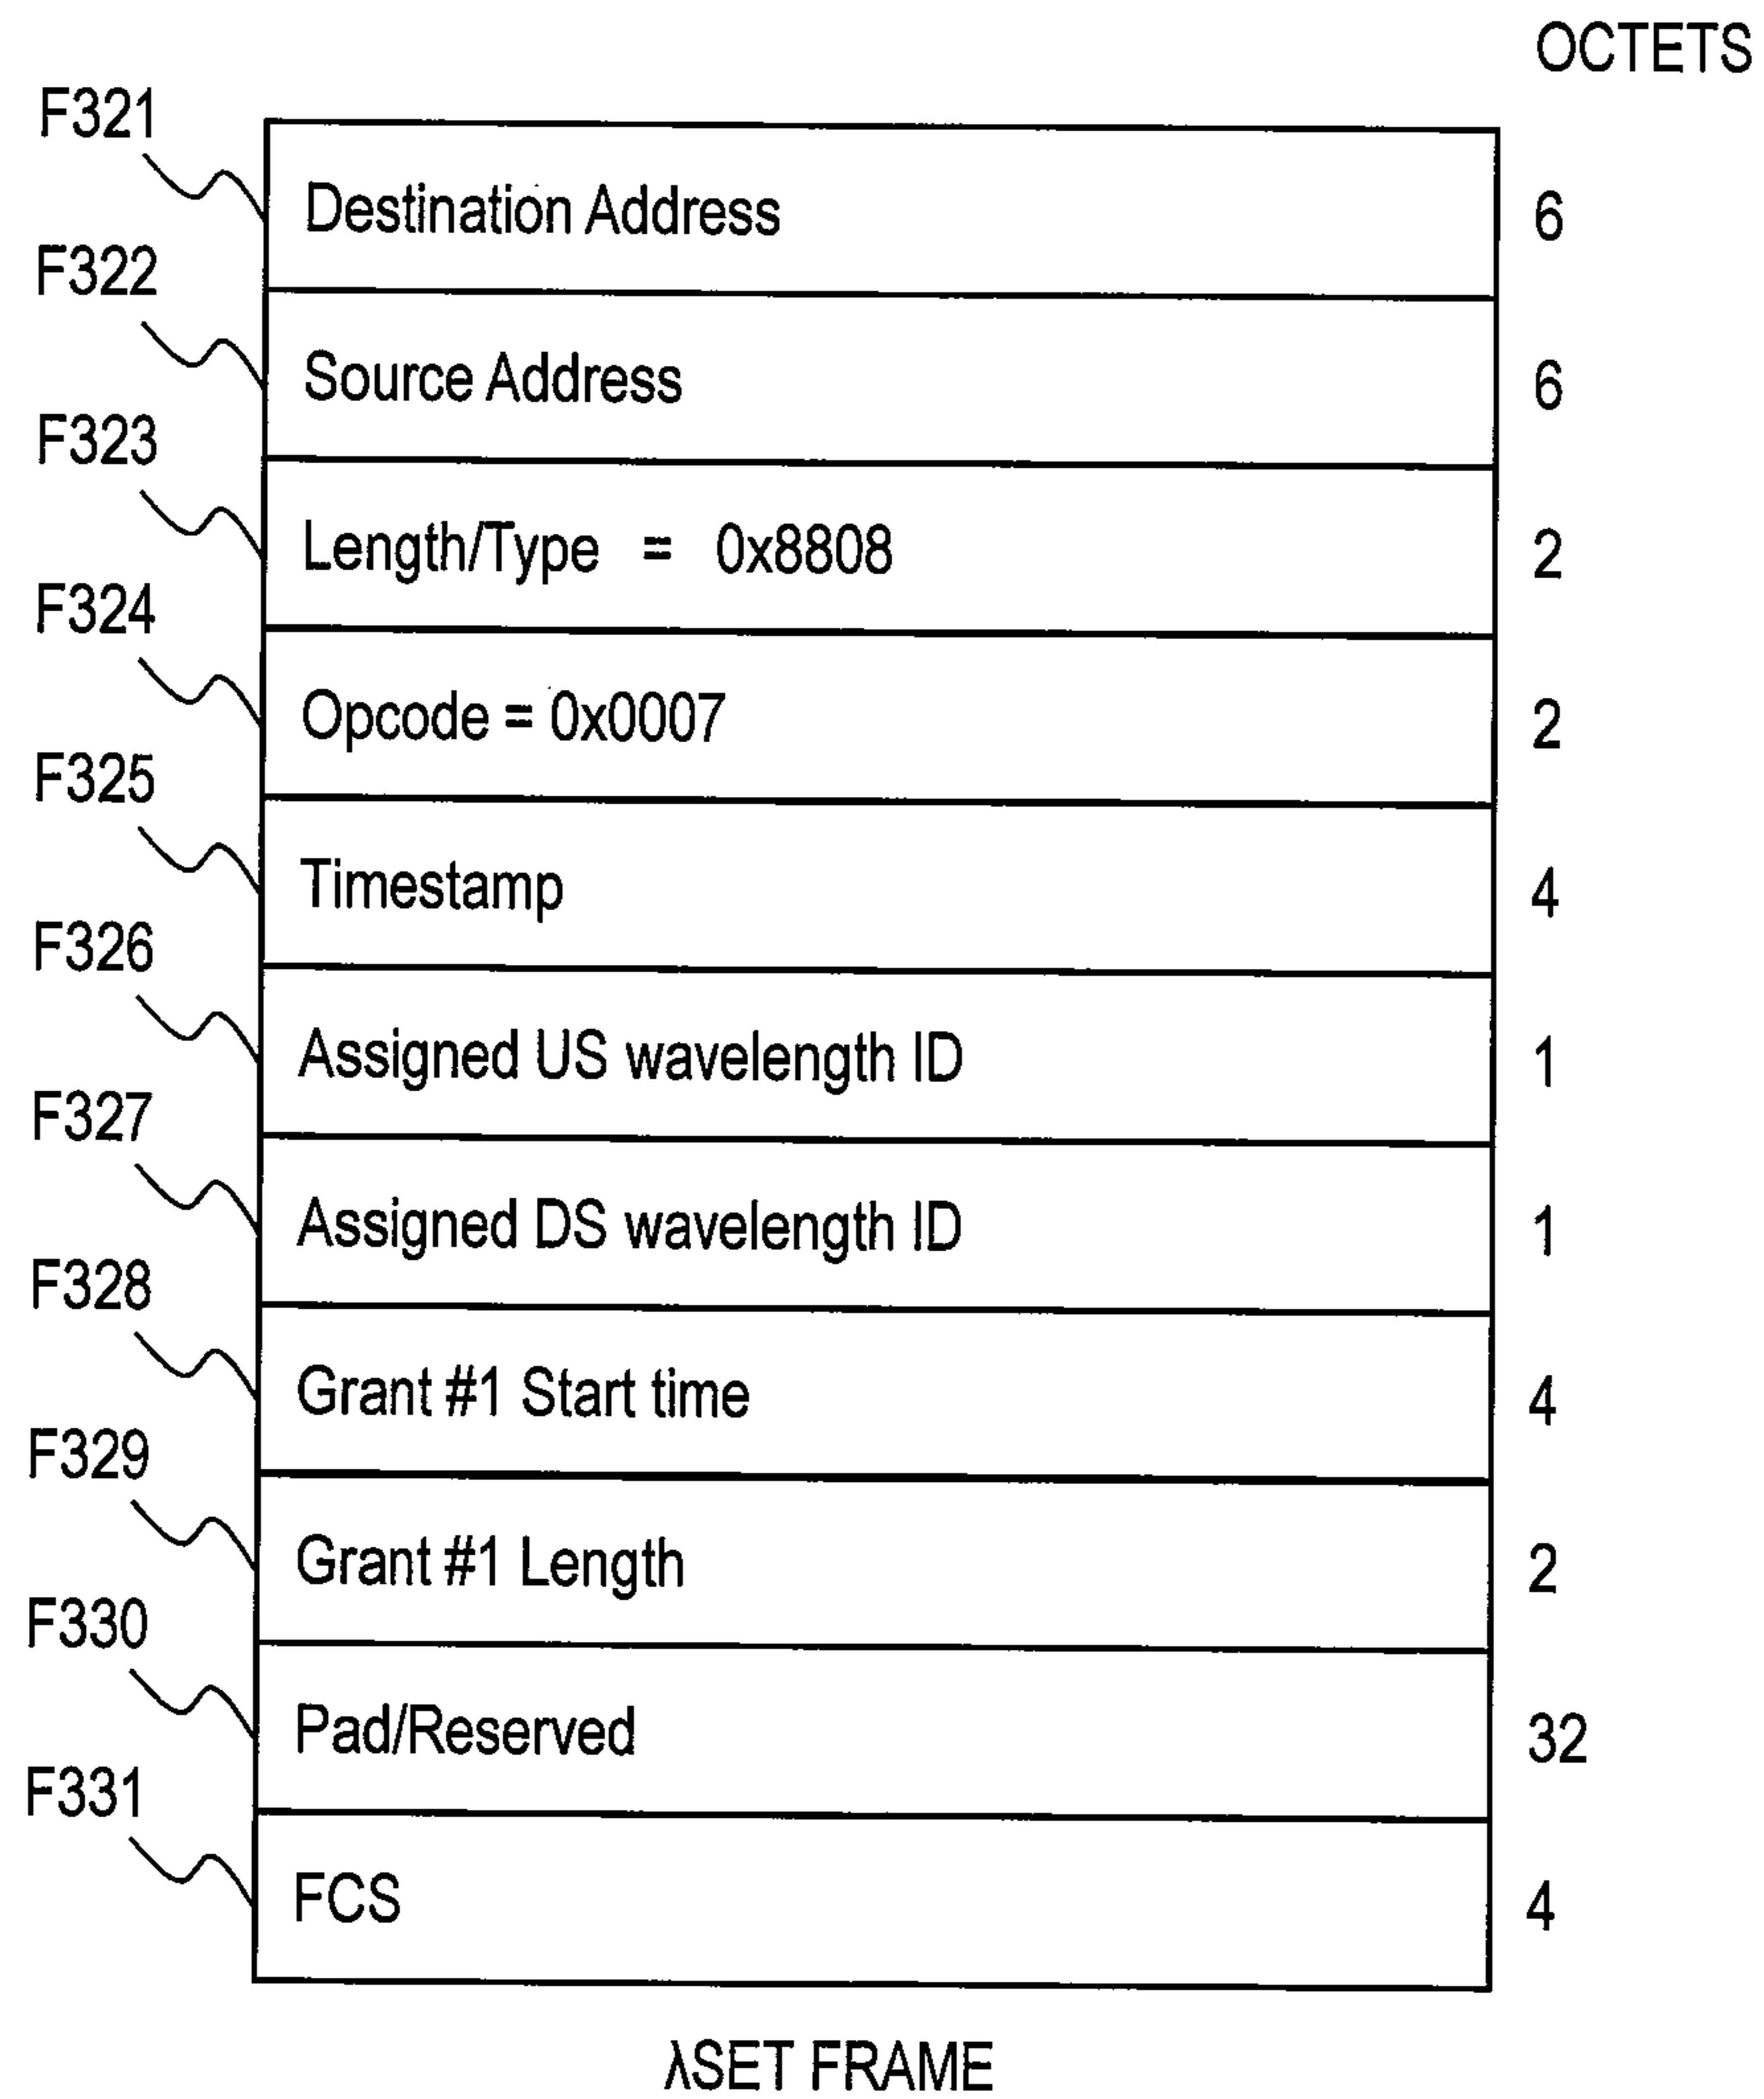 OCTETS
F321
Destination Address
6
F322
Source Address
6
F323
Length/Type = 0x8808
2
F324
Opcode = 0x0007
2
F325
Timestamp
4
F326
Assigned US wavelength ID
1
F327
Assigned DS wavelength ID
1
F328
Grant #1 Start time
4
F329
Grant #1 Length
2
F330
Pad/Reserved
32
F331
FCS
4
λSET FRAME